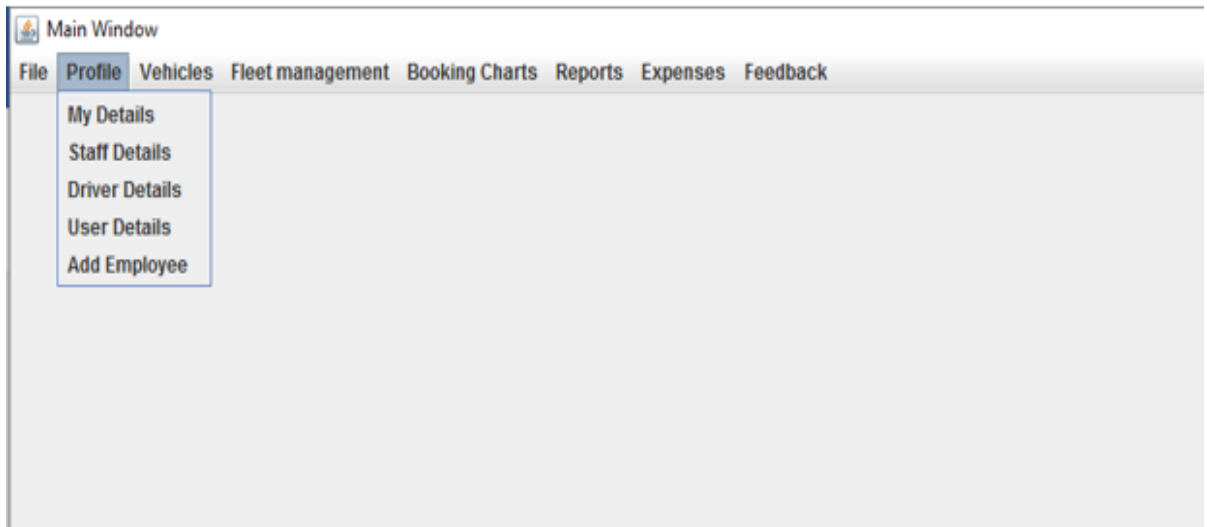 Main Window
File Profile Vehicles Fleet management Booking Charts Reports Expenses Feedback
My Details
Staff Details
Driver Details
User Details
Add Employee